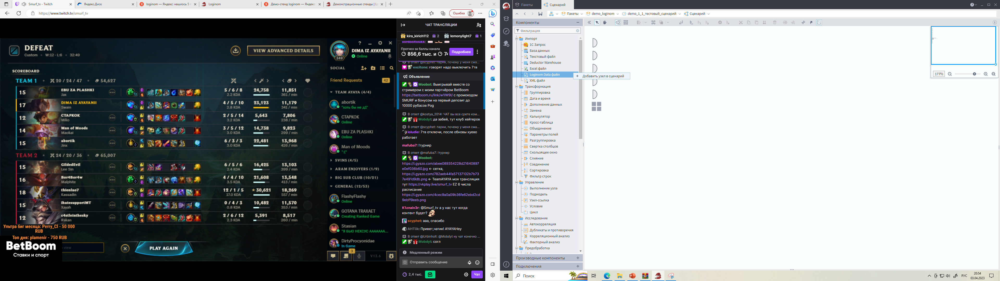 Smurf_tv - Twitch
Яндекс.Диск
loginom — Яндекс: нашлось 5 т
Loginom
Демо-стенд loginom — Яндекс:
Демонстрационные стенды | Lo
https://www.twitch.tv/smurf_tv
Ошибка
DEFEAT
Custom • W:12 - L:6 • 32:49
VIEW ADVANCED DETAILS
SCOREBOARD
TEAM 1 • 20 / 24 / 47 • 54,627
15 EBU ZA PLASHKI 5 / 6 / 8 24,758 11,851
Jax 2.2 KDA 361 / min
17 DIMA IZ AYAYANII 4 / 5 / 10 23,123 11,179
Swain 2.8 KDA 341 / min
12 СТАРКОК 2 / 5 / 14 5,643 7,806
Milio 3.2 KDA 238 / min
14 Man of Moods 3 / 5 / 12 14,738 9,823
Maokai 3.0 KDA 299 / min
15 abortik 6 / 3 / 3 22,481 13,968
Jinx 3.0 KDA 426 / min
TEAM 2 • 24 / 20 / 36 • 65,007
15 GildedEvil 6 / 5 / 6 16,425 13,103
Lee Sin 2.4 KDA 399 / min
16 Bor4Bor4w 4 / 4 / 10 21,608 13,548
Malphite 3.5 KDA 413 / min
18 thienlao7 12 / 1 / 5 30,621 18,269
Kassadin 17.0 KDA 557 / min
15 ihatesupportMT 0 / 4 / 3 10,482 11,570
Xayah 0.8 KDA 353 / min
12 c4stleinthesky 2 / 6 / 12 5,391 8,517
Rakan 2.3 KDA 260 / min
Ультра биг месяца: Perry_Cl - 50 000
RUB
Топ дня: plamenir - 750 RUB
BetBoom
Ставки и спорт
view
PLAY AGAIN
349
DIMA IZ AYAYANII
Online
SOCIAL
Friend Requests 42
TEAM AYAYA (4/4)
abortik
"хоть бы не д1"
СТАРКОК
Online
EBU ZA PLASHKI
Online
Man of Moods
":("
SVINS (4/5)
ARAM ENJOYERS (1/9)
BIG SUB CLUB (10/21)
GENERAL (12/53)
FlashyFlashy
Online
GOTANA TRAXAET
Creating Ranked Game
Stasian
"Я БЬЮ НЕКСУС АААААААА...
DirtyProcyonidae
In Game
3
V13.6
ЧАТ ТРАНСЛЯЦИИ
kira_kirich112 2 lemonylight7 1
Прогноз за баллы канала
856,6 тыс. и 74
Подробнее
В ответ @scyphet: парни, почему у меня сма...
excitone: говорят надо выключить 7тв
Объявление
Moobot: Выигрывай вместе со
стримером с моим партнёром BetBoom
https://betboom.ru/link/w1IW9I/ с промокодом
SMURF и бонусом на первый депозит до
10000 рубасов Pog
В ответ @kostya_2014: ЧАТ вы все срете ком...
Mobdyt: да забей, тут клуб хейтеров
В ответ @scyphet: парни, почему у меня сма...
loludie: 7тв отключи, после обновы хуево
работает
mafuba7: !турнир
В ответ @mafuba7: !турнир
Moobot:
https://i.gyazo.com/abee089354228d21640897
e0ef036b60.jpg ← сетка,
https://i.gyazo.com/782aeb44fa57137102b7b73
7e491d9db.png ← TeamAYAYA моя трансляция
тут https://vkplay.live/smurf_tv EZ 6 числа
расписание
https://i.gyazo.com/4cec9a0a09b36fe62ebd2cd
9ebff9eeb.png
K1znaiv3r: @Smurf_tv а у нас тут когда
контент будет?
scyphet: ааа, спасибо
AHTiik: Привет,чатик! AYAYAHey
В ответ @Urbinholt: @Mobdyt ну чат конечно ...
Mobdyt: согл
Медленный режим
Отправить сообщение
2,4 тыс.
Чат
Пакеты
Сценарий
Пакеты
demo_loginom
demo_1_1_тестовый_сценарий
Сценарий
Компоненты
Фильтрация
Импорт
1С Запрос
База данных
Текстовый файл
Deductor Warehouse
Excel файл
Loginom Data файл
+ Добавить узел в сценарий
XML файл
Трансформация
Группировка
Дата и время
Дополнение данных
Замена
Калькулятор
Кросс-таблица
Объединение
Параметры полей
Разгруппировка
Свертка столбцов
Скользящее окно
Слияние
Соединение
Сортировка
Фильтр строк
Управление
Выполнение узла
Подмодель
Узел-ссылка
Условие
Цикл
Исследование
Автокорреляция
Дубликаты и противоречия
Корреляционный анализ
Факторный анализ
Предобработка
Производные компоненты
Подключения
177%
Поиск
РУС
20:54
03.04.2023